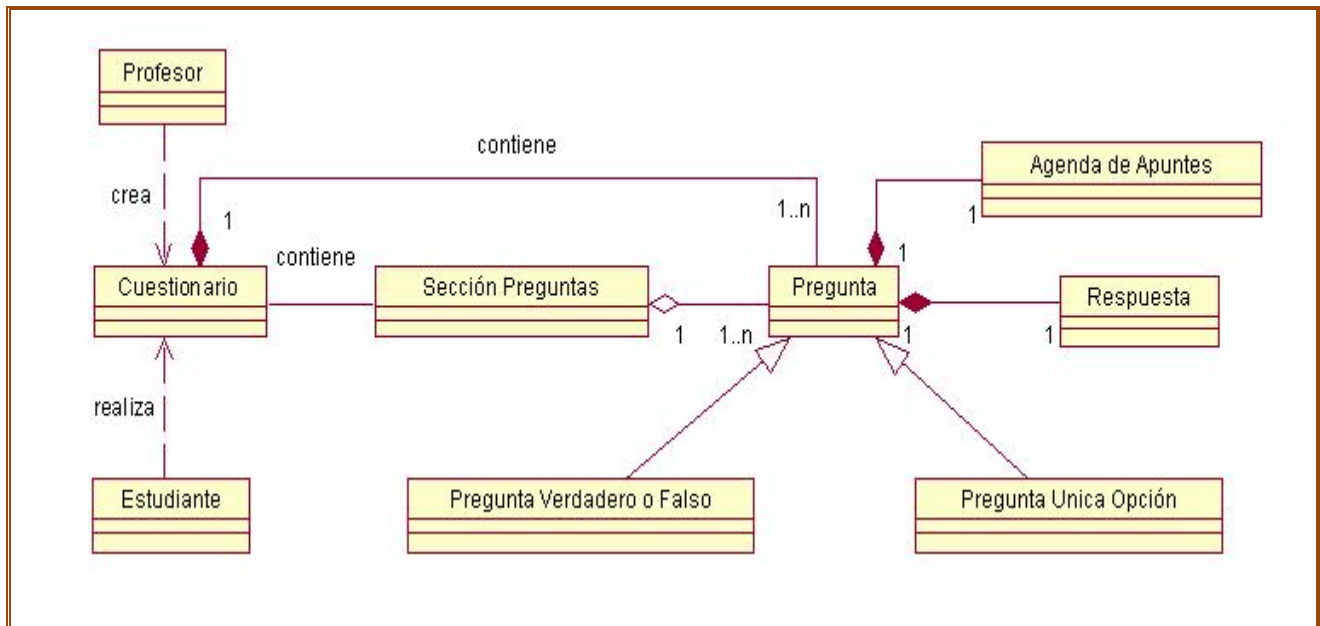 Profesor
contiene
Agenda de Apuntes
crea
1
1..n
1
1
contiene
Cuestionario
Sección Preguntas
Pregunta
Respuesta
1
1..n
1
1
realiza
Estudiante
Pregunta Verdadero o Falso
Pregunta Unica Opción